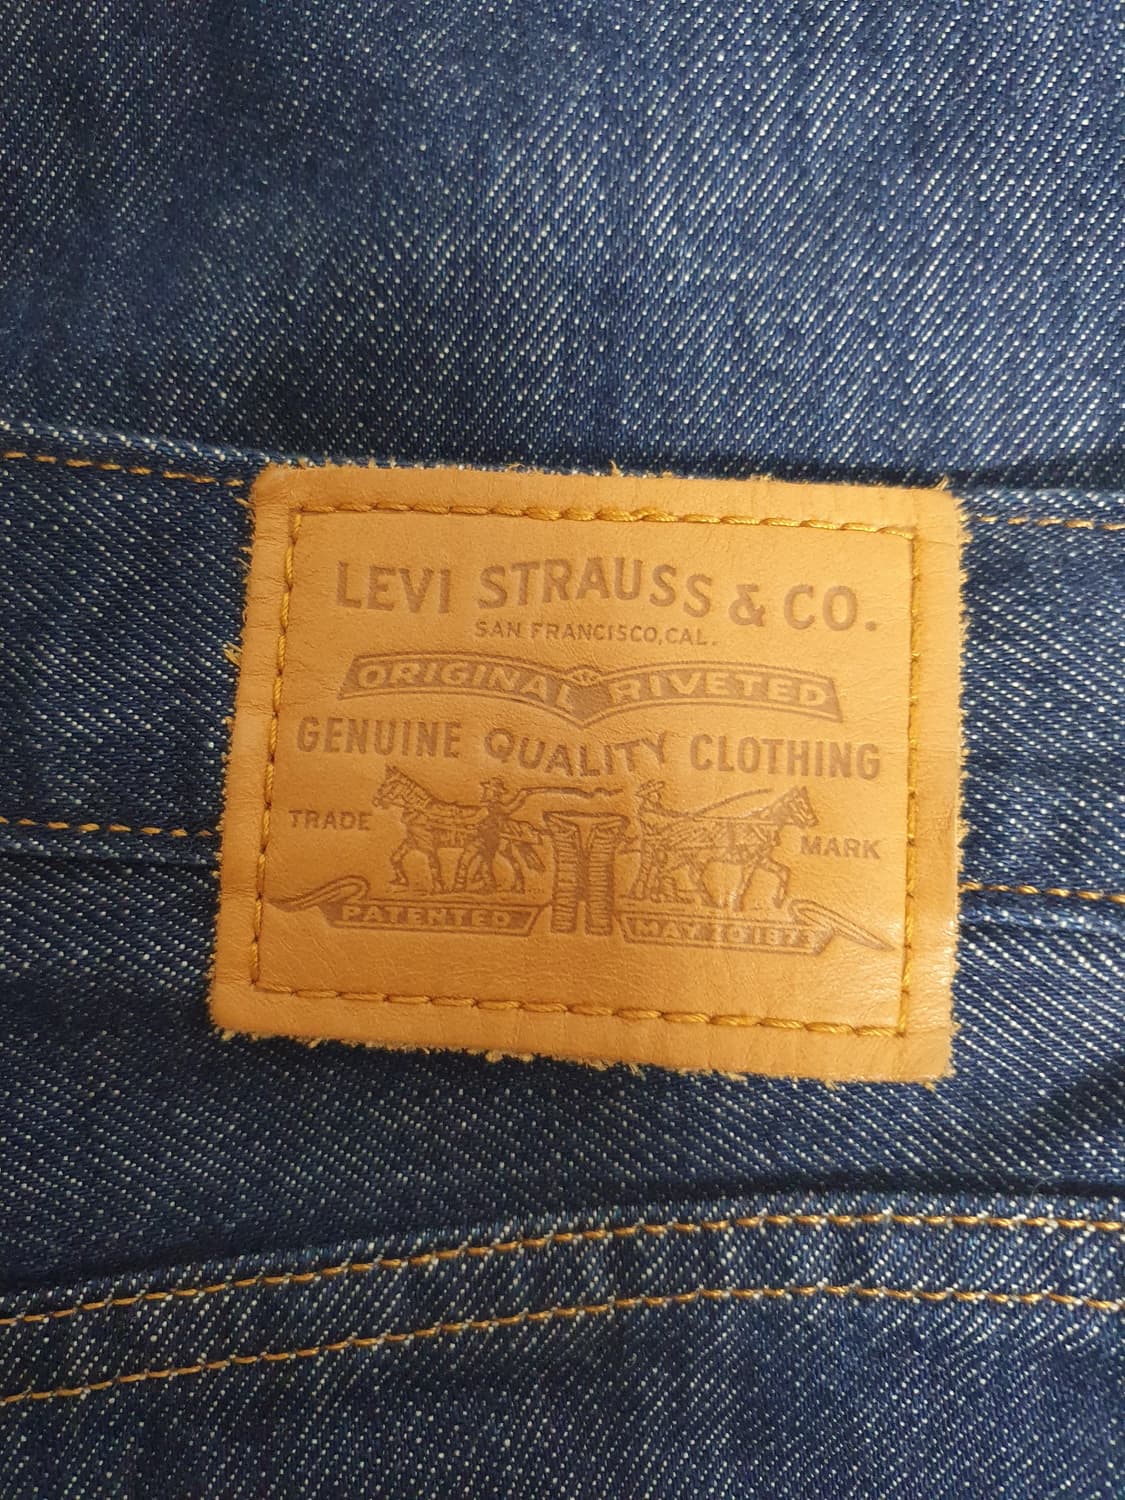 LEVI STRAUSS & CO.
SAN FRANCISCO, CAL.
ORIGINAL RIVETED
GENUINE QUALITY CLOTHING
TRADE MARK
PATENTED MAY 20 1873